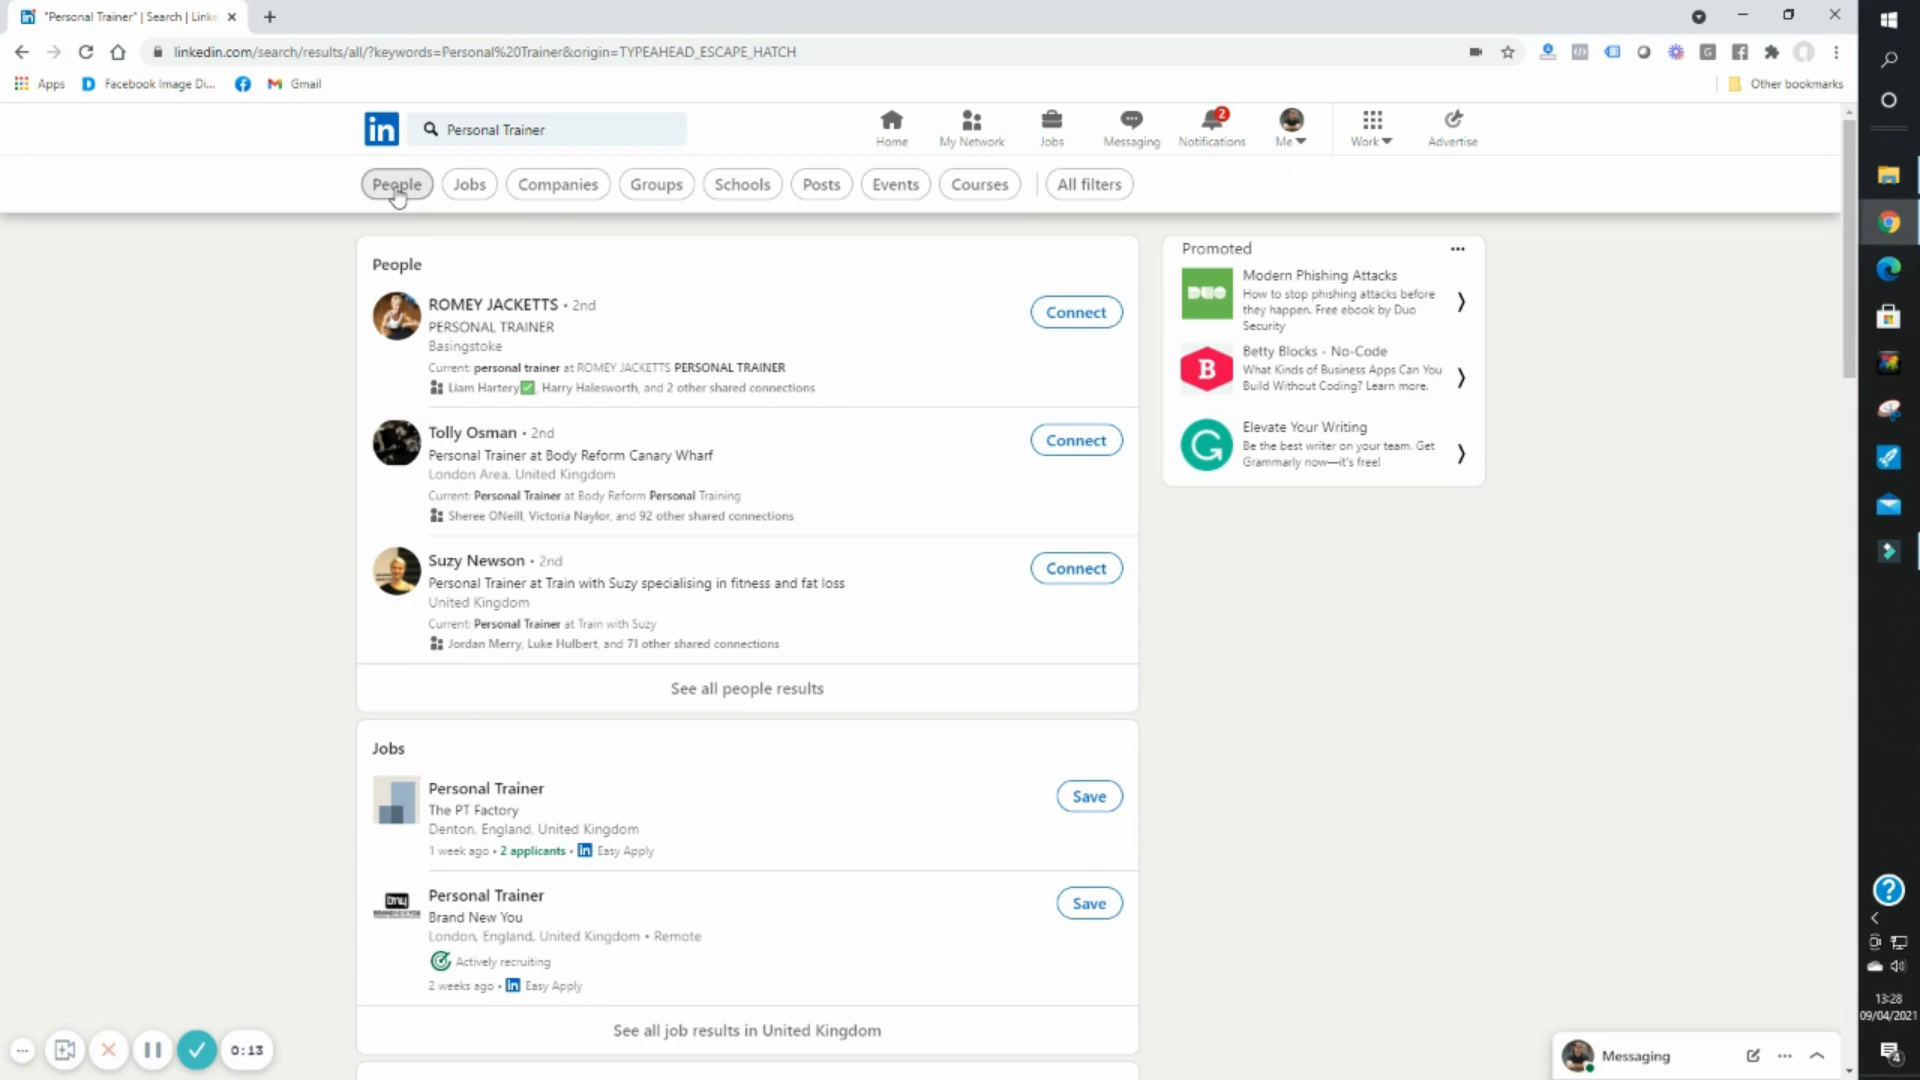 "Personal Trainer" | Search | Linke
linkedin.com/search/results/all/?keywords=Personal%20Trainer&origin=TYPEAHEAD_ESCAPE_HATCH
Apps
Facebook Image Di...
Gmail
Other bookmarks
in
Personal Trainer
Home
My Network
Jobs
Messaging
2
Notifications
Me
Work
Advertise
People
Jobs
Companies
Groups
Schools
Posts
Events
Courses
All filters
People
ROMEY JACKETTS • 2nd
PERSONAL TRAINER
Basingstoke
Current: personal trainer at ROMEY JACKETTS PERSONAL TRAINER
Liam Hartery✅, Harry Halesworth, and 2 other shared connections
Connect
Tolly Osman • 2nd
Personal Trainer at Body Reform Canary Wharf
London Area, United Kingdom
Current: Personal Trainer at Body Reform Personal Training
Sheree ONeill, Victoria Naylor, and 92 other shared connections
Connect
Suzy Newson • 2nd
Personal Trainer at Train with Suzy specialising in fitness and fat loss
United Kingdom
Current: Personal Trainer at Train with Suzy
Jordan Merry, Luke Hulbert, and 71 other shared connections
Connect
See all people results
Jobs
Personal Trainer
The PT Factory
Denton, England, United Kingdom
1 week ago • 2 applicants • in Easy Apply
Save
Personal Trainer
Brand New You
London, England, United Kingdom • Remote
Actively recruiting
2 weeks ago • in Easy Apply
Save
See all job results in United Kingdom
Promoted
DUO
Modern Phishing Attacks
How to stop phishing attacks before
they happen. Free ebook by Duo
Security
B
Betty Blocks - No-Code
What Kinds of Business Apps Can You
Build Without Coding? Learn more.
Elevate Your Writing
Be the best writer on your team. Get
Grammarly now—it's free!
0:13
Messaging
13:28
09/04/2021
4